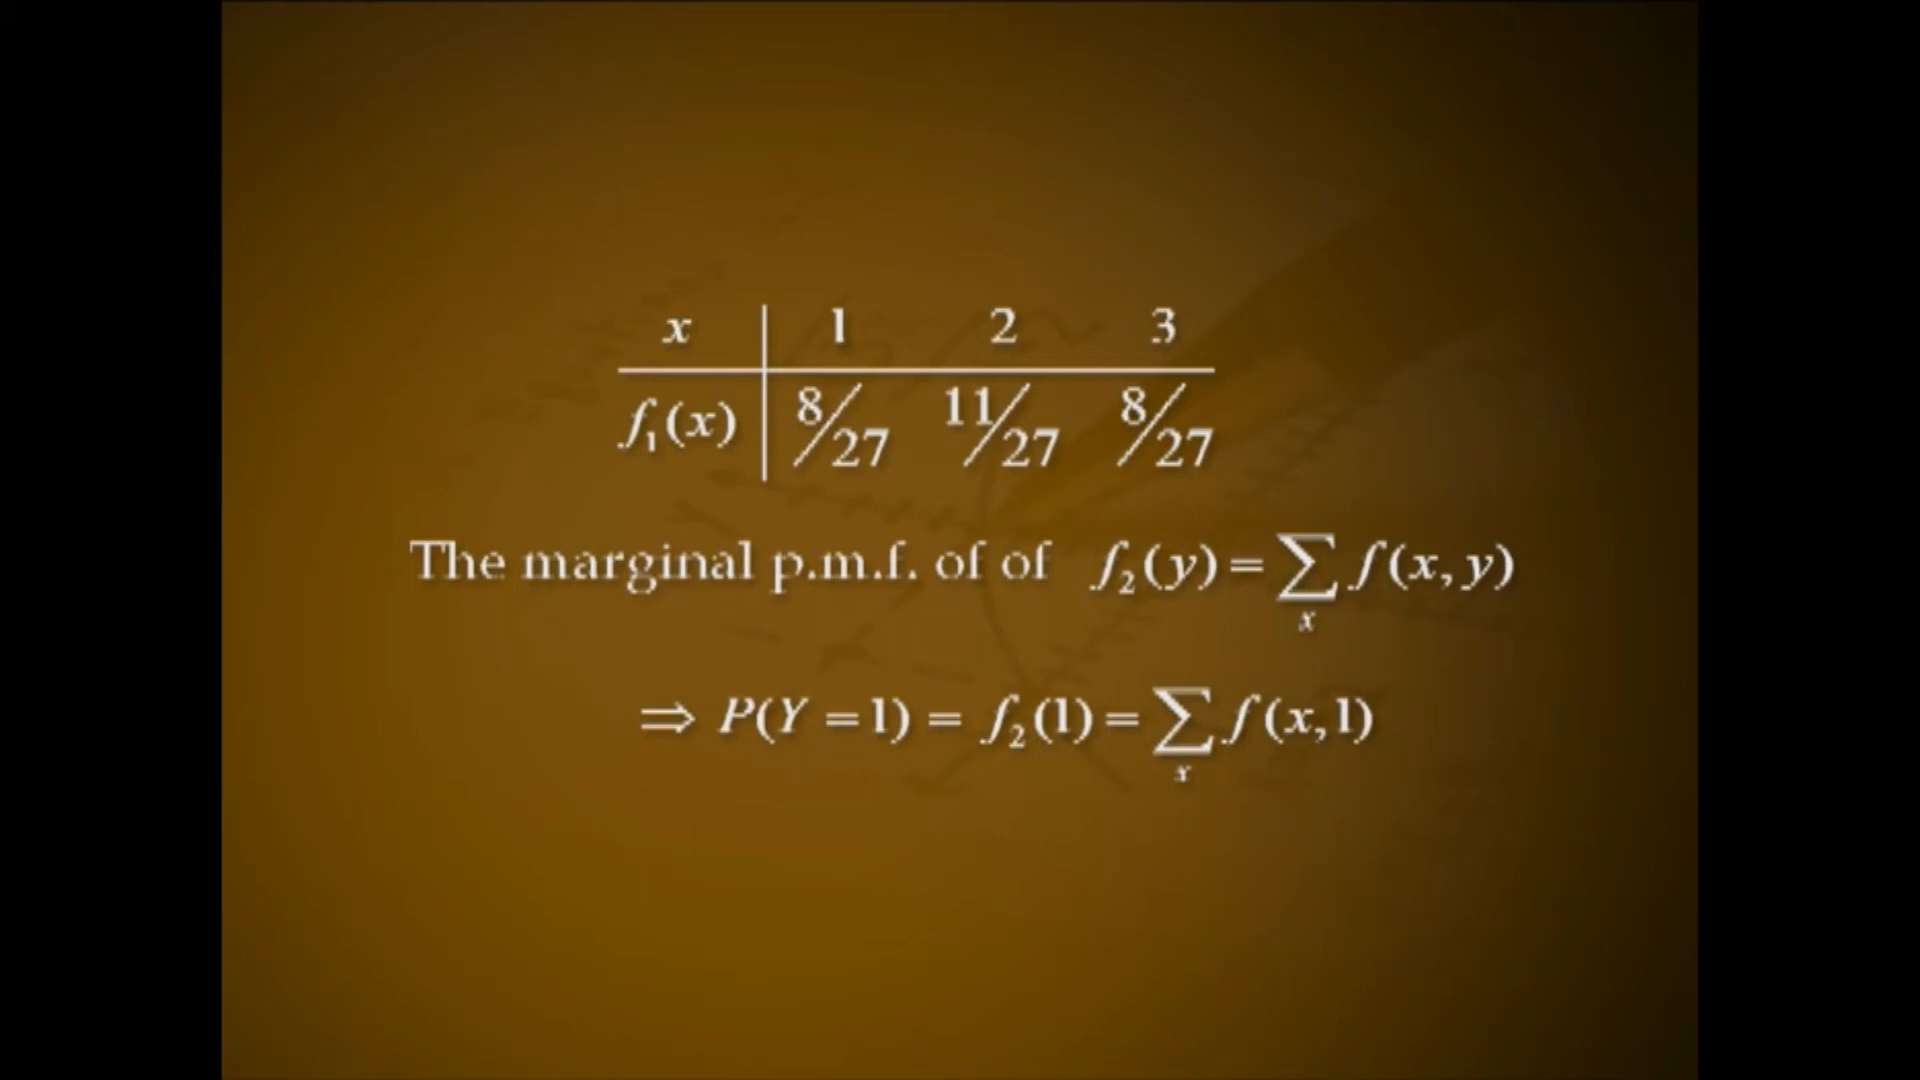 x 1 2 3
f₁(x) 8/27 11/27 8/27
The marginal p.m.f. of of f₂(y) = ∑ₓ f(x, y)
⇒ P(Y = 1) = f₂(1) = ∑ₓ f(x, 1)